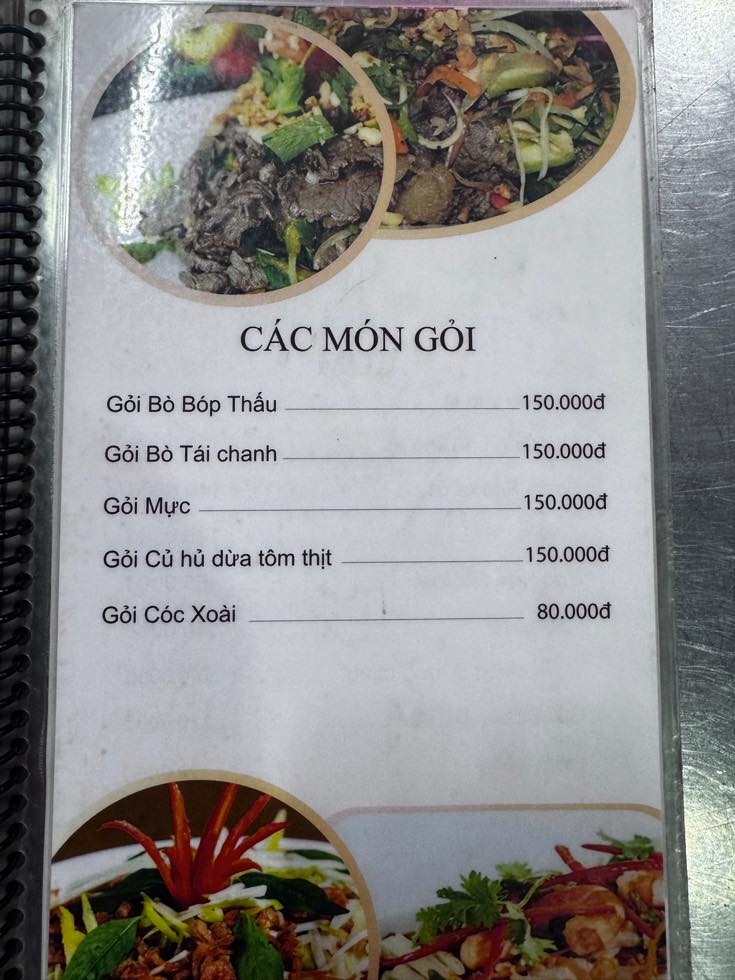 CÁC MÓN GỎI
Gỏi Bò Bóp Thấu 150.000đ
Gỏi Bò Tái chanh 150.000đ
Gỏi Mực 150.000đ
Gỏi Củ hủ dừa tôm thịt 150.000đ
Gỏi Cóc Xoài 80.000đ